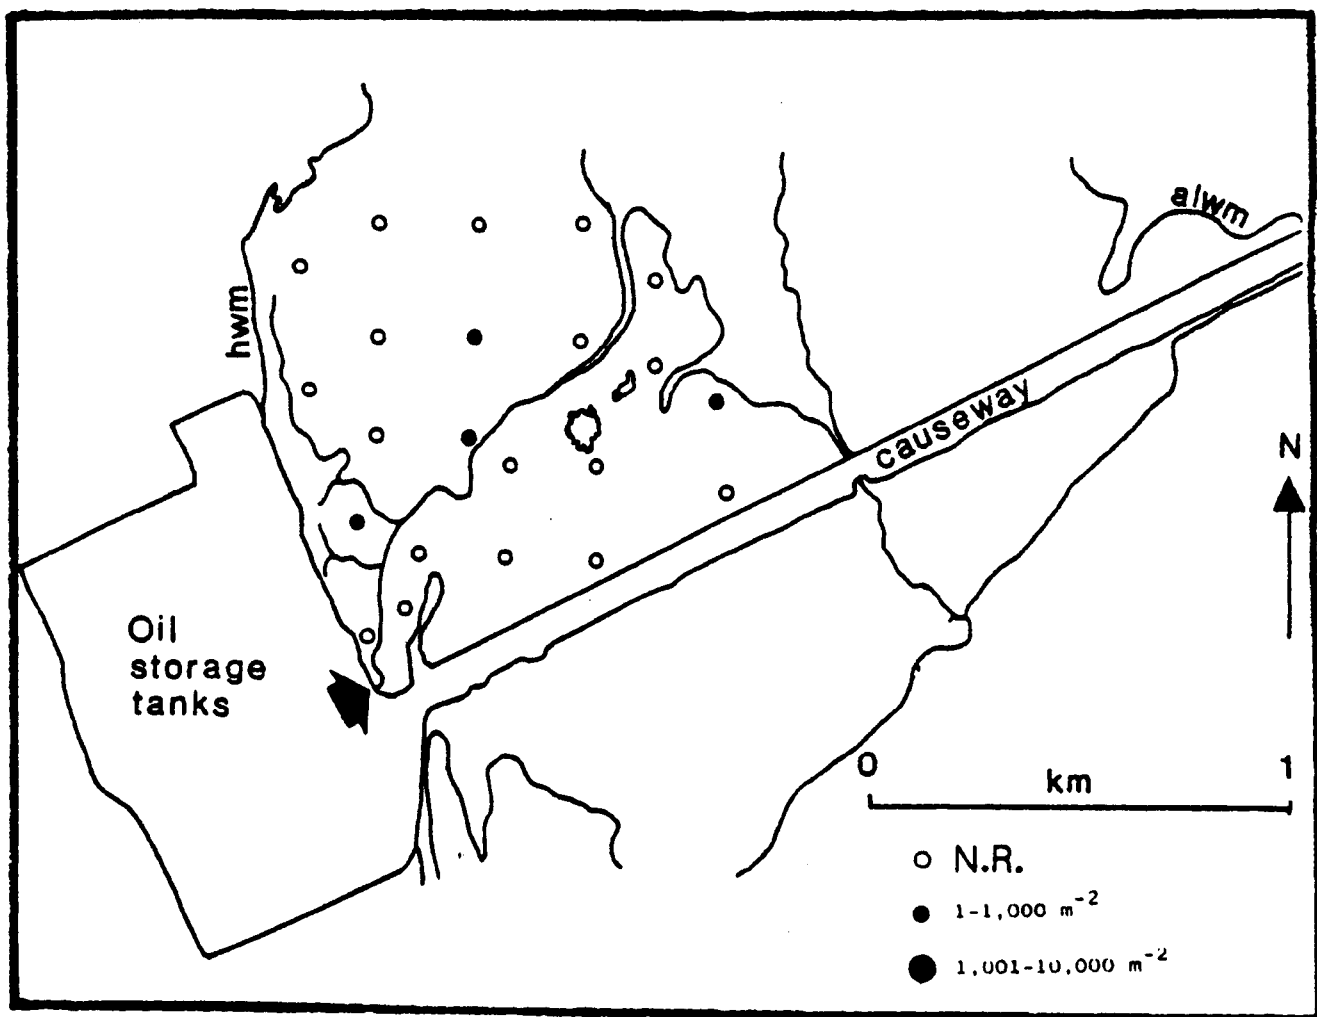 alwm
hwm
causeway
N
Oil
storage
tanks
0 1
km
N.R.
1-1,000 m⁻²
1,001-10,000 m⁻²